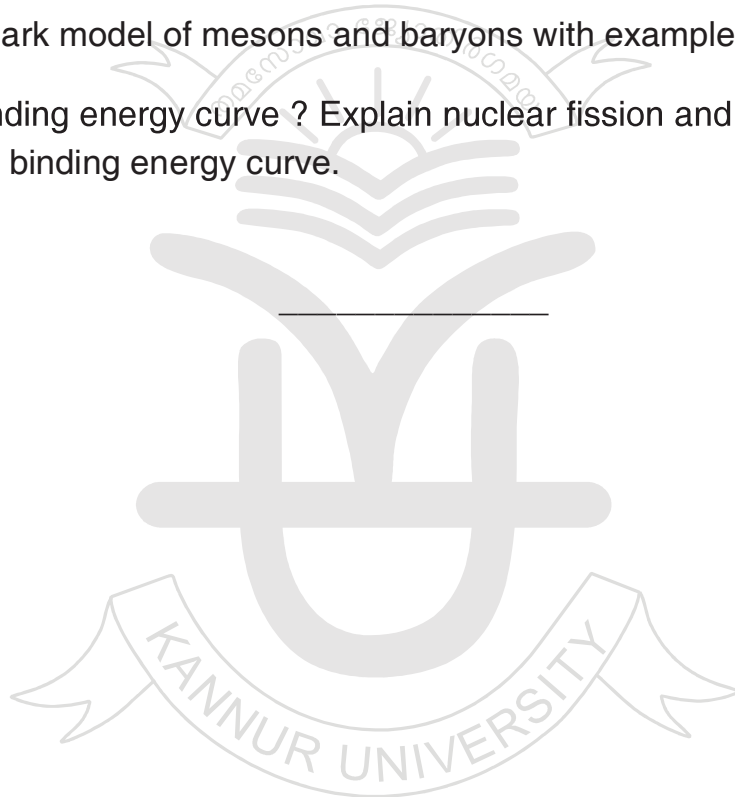 ark model of mesons and baryons with example
nding energy curve ? Explain nuclear fission and
binding energy curve.
KANNUR UNIVERSITY